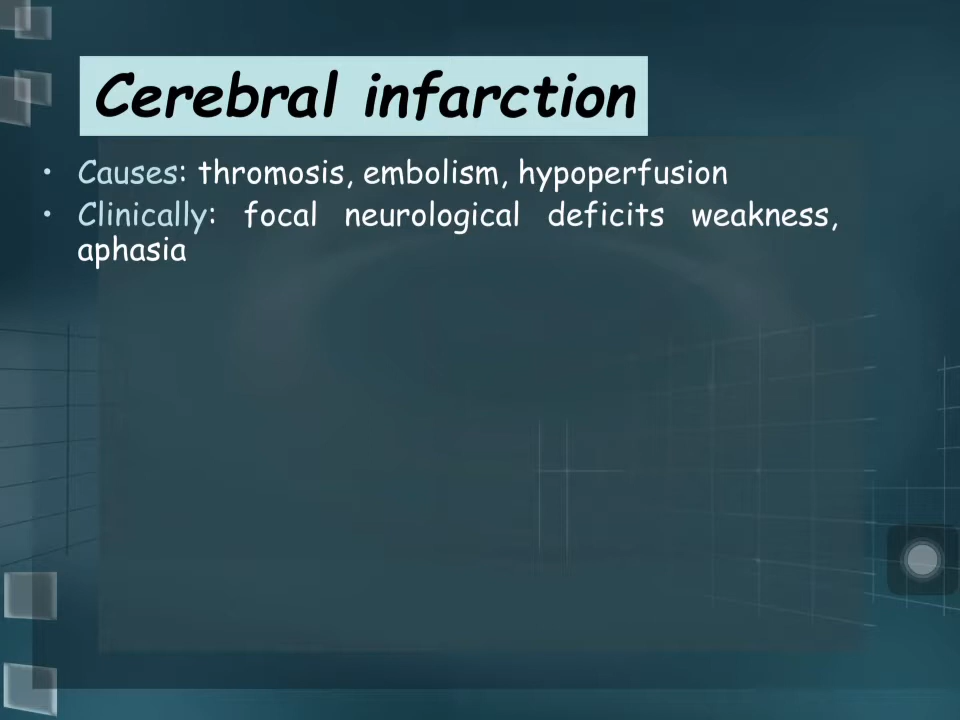 Cerebral infarction
• Causes: thromosis, embolism, hypoperfusion
• Clinically: focal neurological deficits weakness,
aphasia